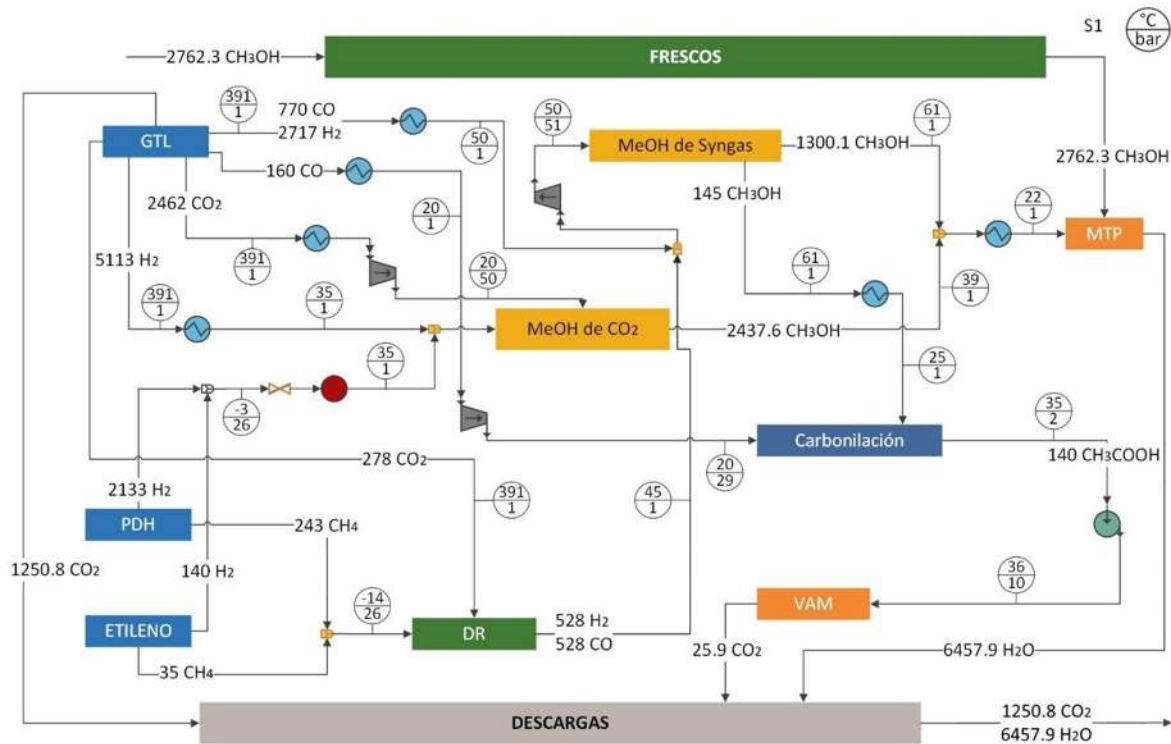 S1
°C
bar
2762.3 CH₃OH
FRESCOS
391
1
770 CO
2717 H₂
50
1
50
51
MeOH de Syngas
61
1
1300.1 CH₃OH
2762.3 CH₃OH
GTL
160 CO
145 CH₃OH
2462 CO₂
20
1
22
1
MTP
5113 H₂
391
1
20
50
61
1
39
1
391
1
35
1
MeOH de CO₂
2437.6 CH₃OH
35
1
25
1
-3
26
35
2
Carbonilación
278 CO₂
20
29
140 CH₃COOH
2133 H₂
391
1
45
1
PDH
243 CH₄
1250.8 CO₂
140 H₂
36
10
-14
26
VAM
ETILENO
DR
528 H₂
528 CO
25.9 CO₂
6457.9 H₂O
35 CH₄
DESCARGAS
1250.8 CO₂
6457.9 H₂O